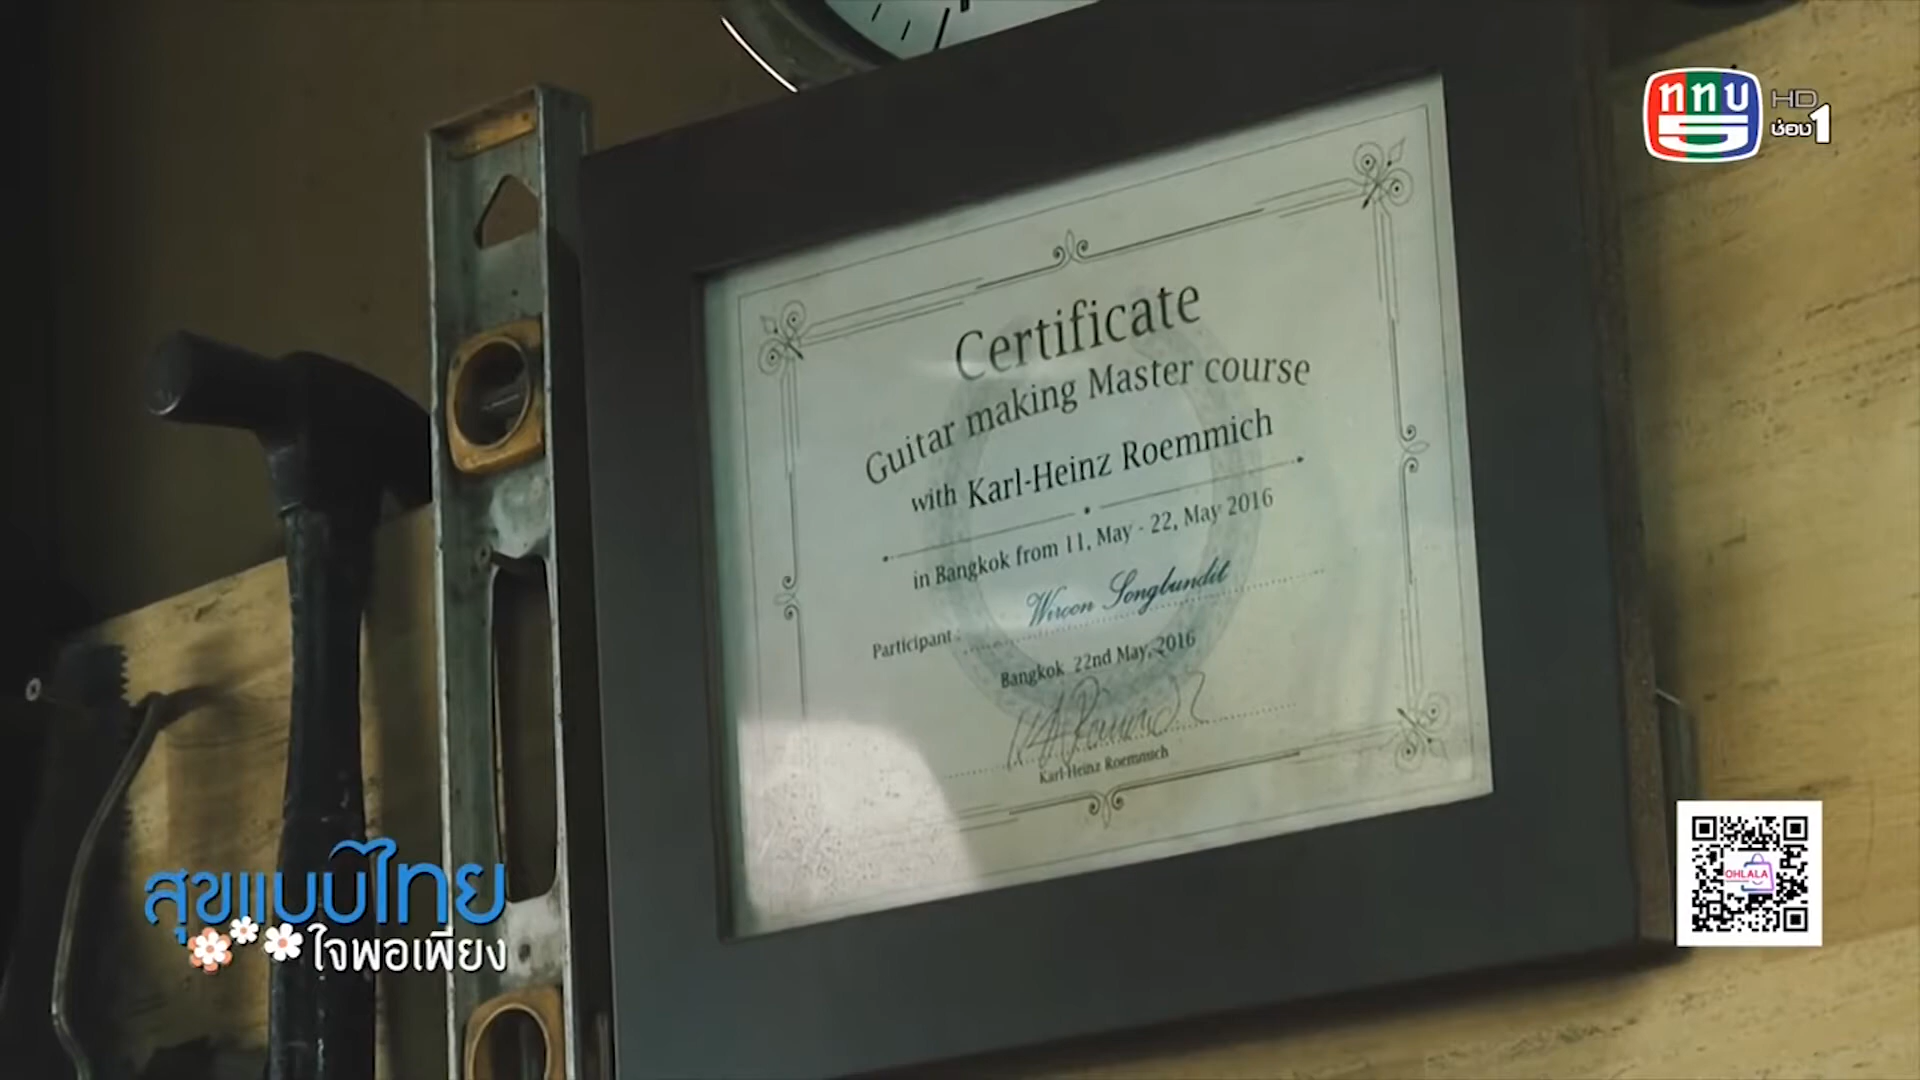 ททบ
5
HD
ช่อง1
Certificate
Guitar making Master course
with Karl-Heinz Roemmich
in Bangkok from 11, May - 22, May 2016
Participant : Wiroon Songbundit
Bangkok 22nd May, 2016
Karl-Heinz Roemmich
สุขแบบไทย
ใจพอเพียง
OHLALA